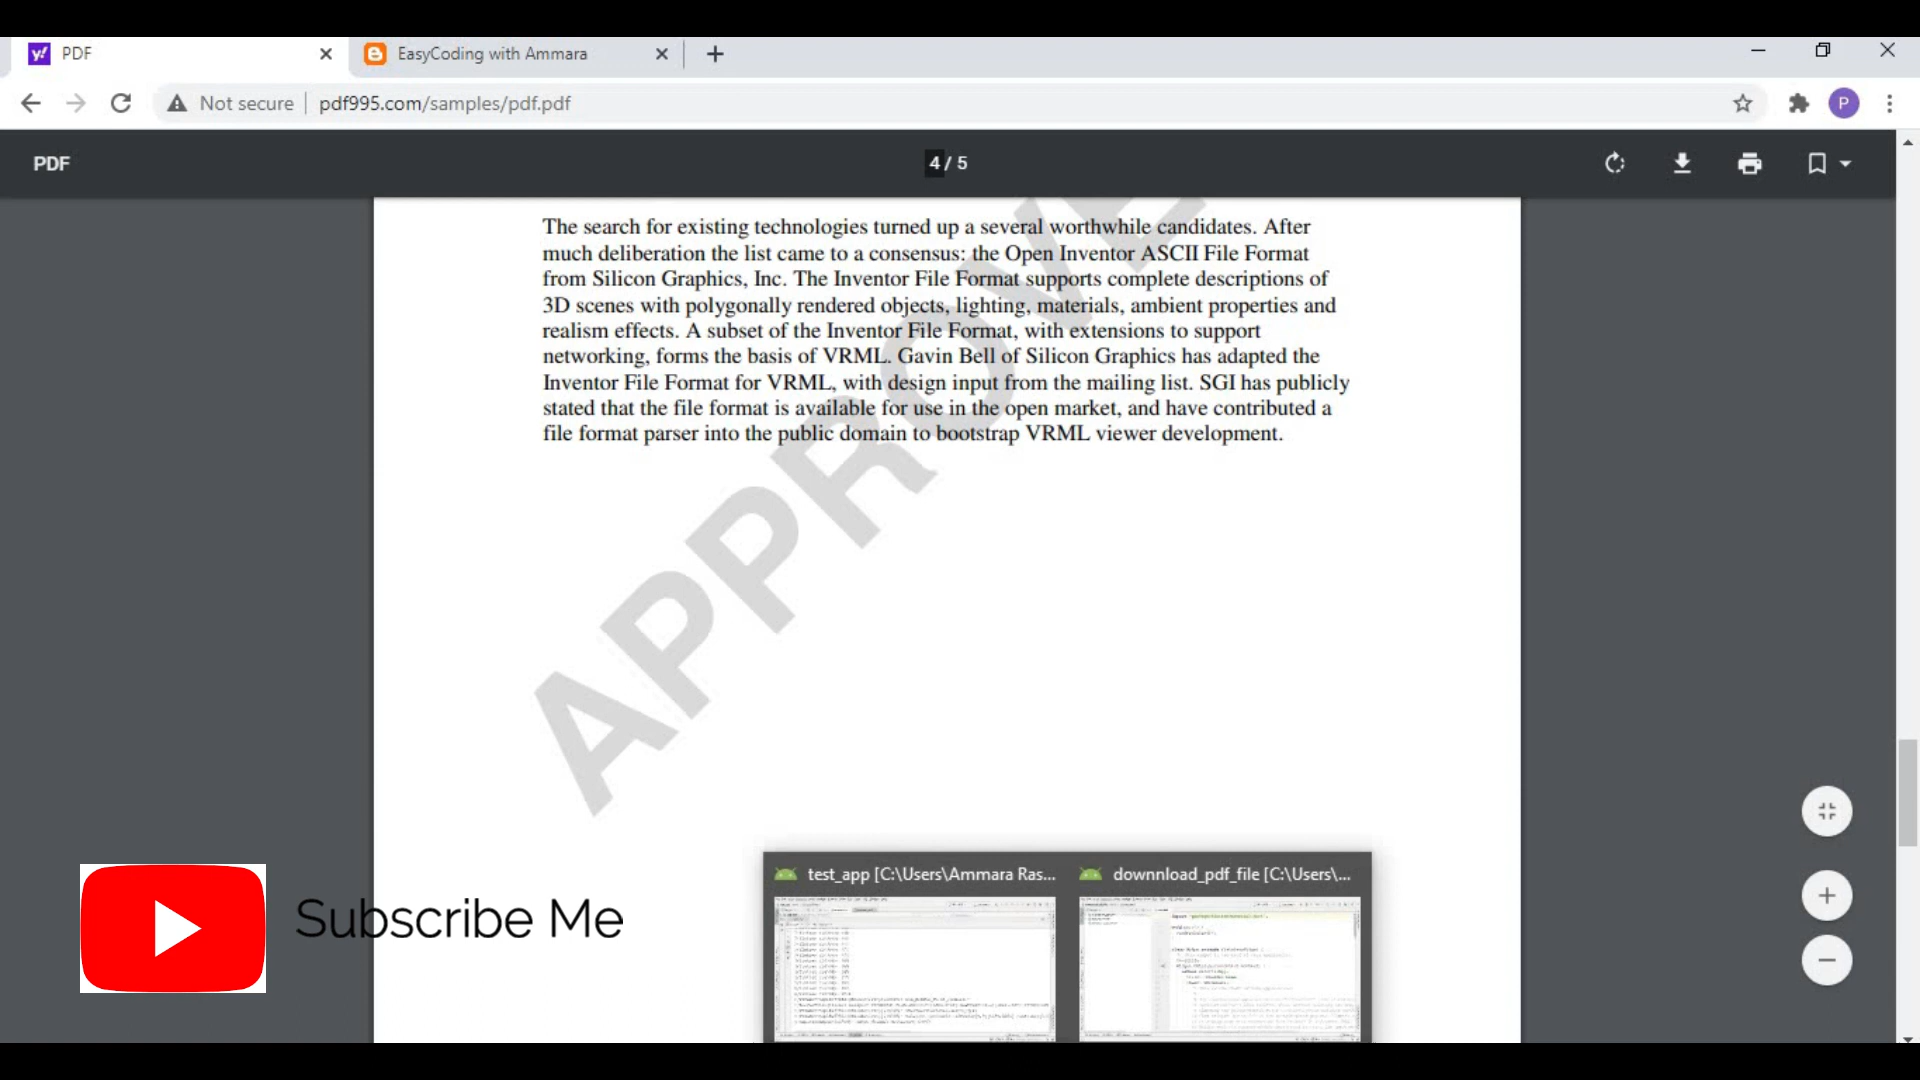 PDF
EasyCoding with Ammara
Not secure
pdf995.com/samples/pdf.pdf
P
PDF
4 / 5
The search for existing technologies turned up a several worthwhile candidates. After
much deliberation the list came to a consensus: the Open Inventor ASCII File Format
from Silicon Graphics, Inc. The Inventor File Format supports complete descriptions of
3D scenes with polygonally rendered objects, lighting, materials, ambient properties and
realism effects. A subset of the Inventor File Format, with extensions to support
networking, forms the basis of VRML. Gavin Bell of Silicon Graphics has adapted the
Inventor File Format for VRML, with design input from the mailing list. SGI has publicly
stated that the file format is available for use in the open market, and have contributed a
file format parser into the public domain to bootstrap VRML viewer development.
APPROVE
Subscribe Me
test_app [C:\Users\Ammara Ras...
downnload_pdf_file [C:\Users\...